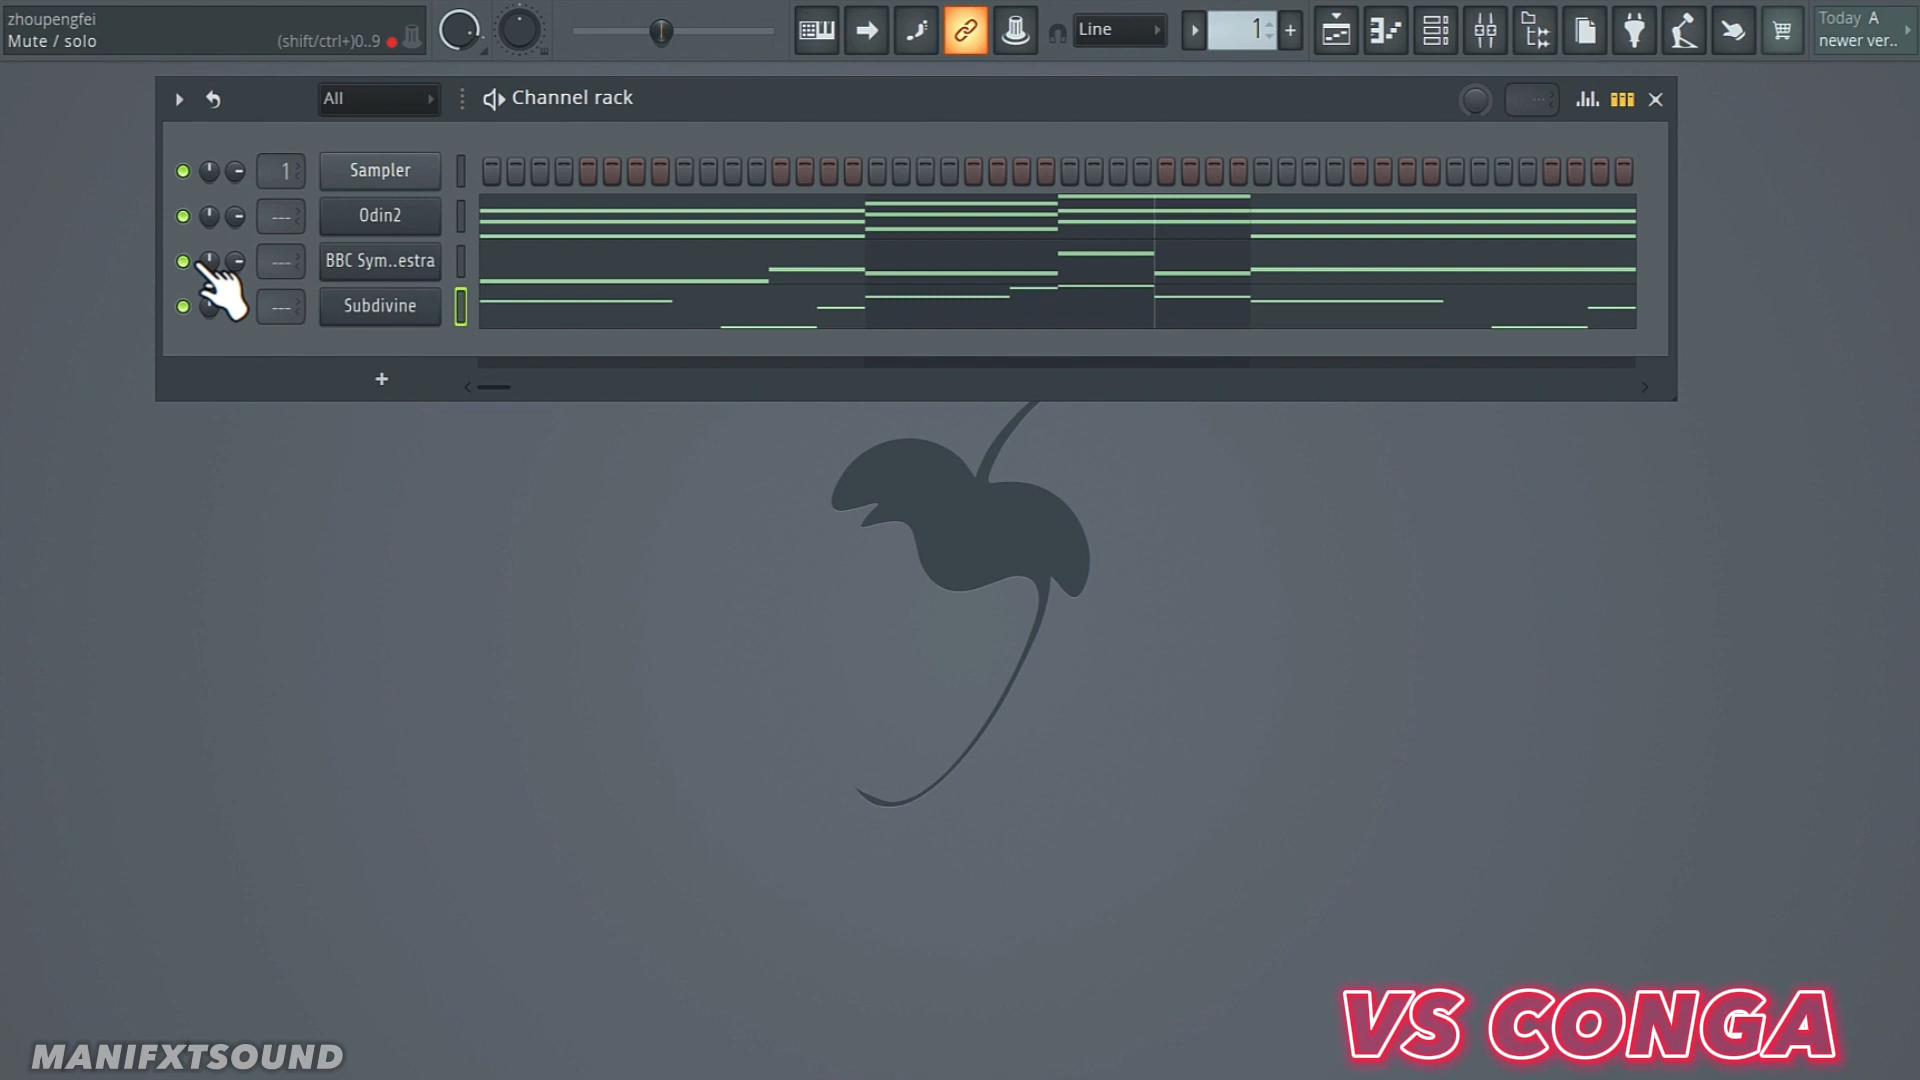 zhoupengfei
Mute / solo
(shift/ctrl+)0..9
Line
1
Today A
newer ver..
All
Channel rack
1
Sampler
---
Odin2
---
BBC Sym..estra
---
Subdivine
+
VS CONGA
MANIFXTSOUND